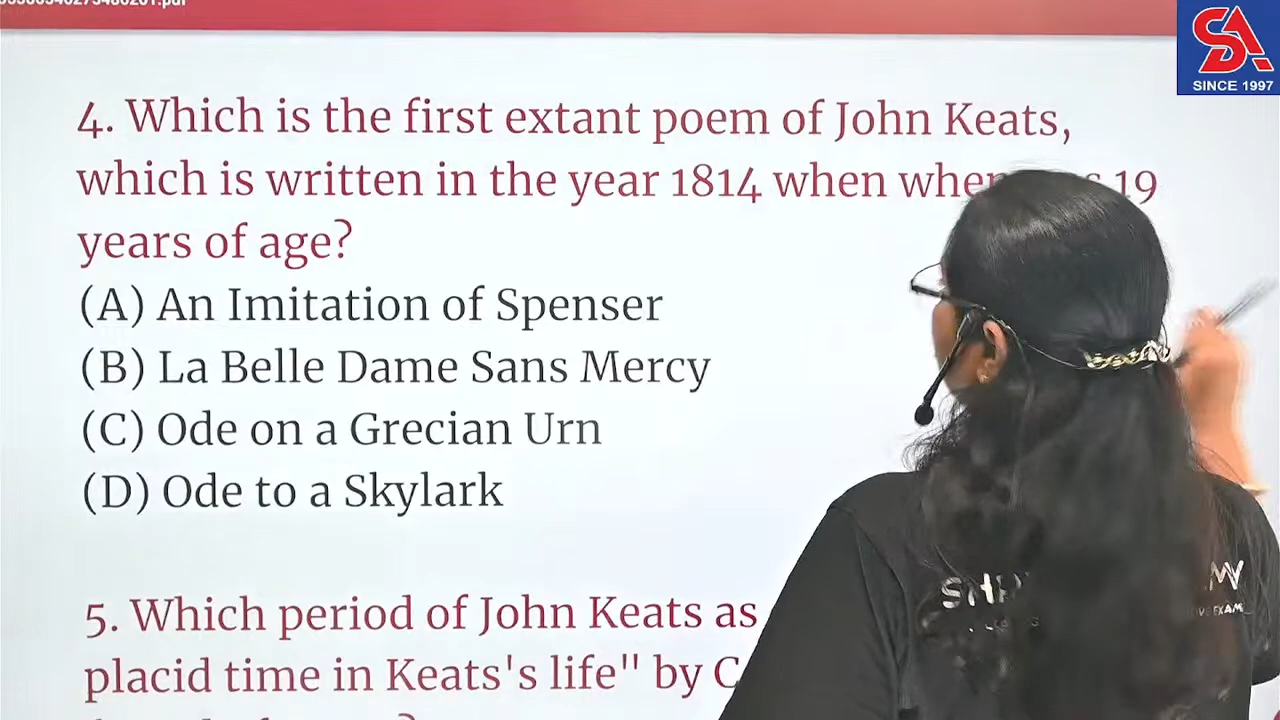 SA
SINCE 1997
4. Which is the first extant poem of John Keats,
which is written in the year 1814 when when 19
years of age?
(A) An Imitation of Spenser
(B) La Belle Dame Sans Mercy
(C) Ode on a Grecian Urn
(D) Ode to a Skylark
5. Which period of John Keats as
placid time in Keats's life" by C